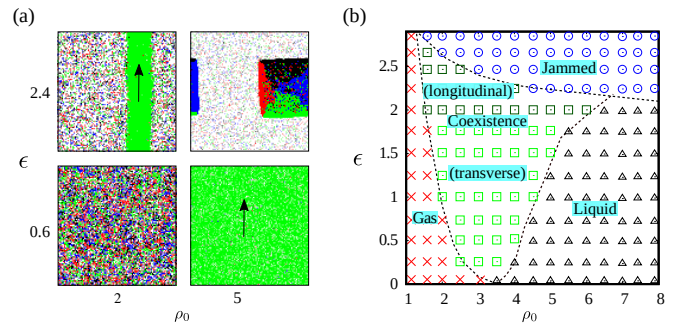 (a)
2.4
ϵ
0.6
2
5
ρ0
(b)
2.5
2
1.5
1
0.5
0
ϵ
Jammed
(longitudinal)
Coexistence
(transverse)
Liquid
Gas
1 2 3 4 5 6 7 8
ρ0